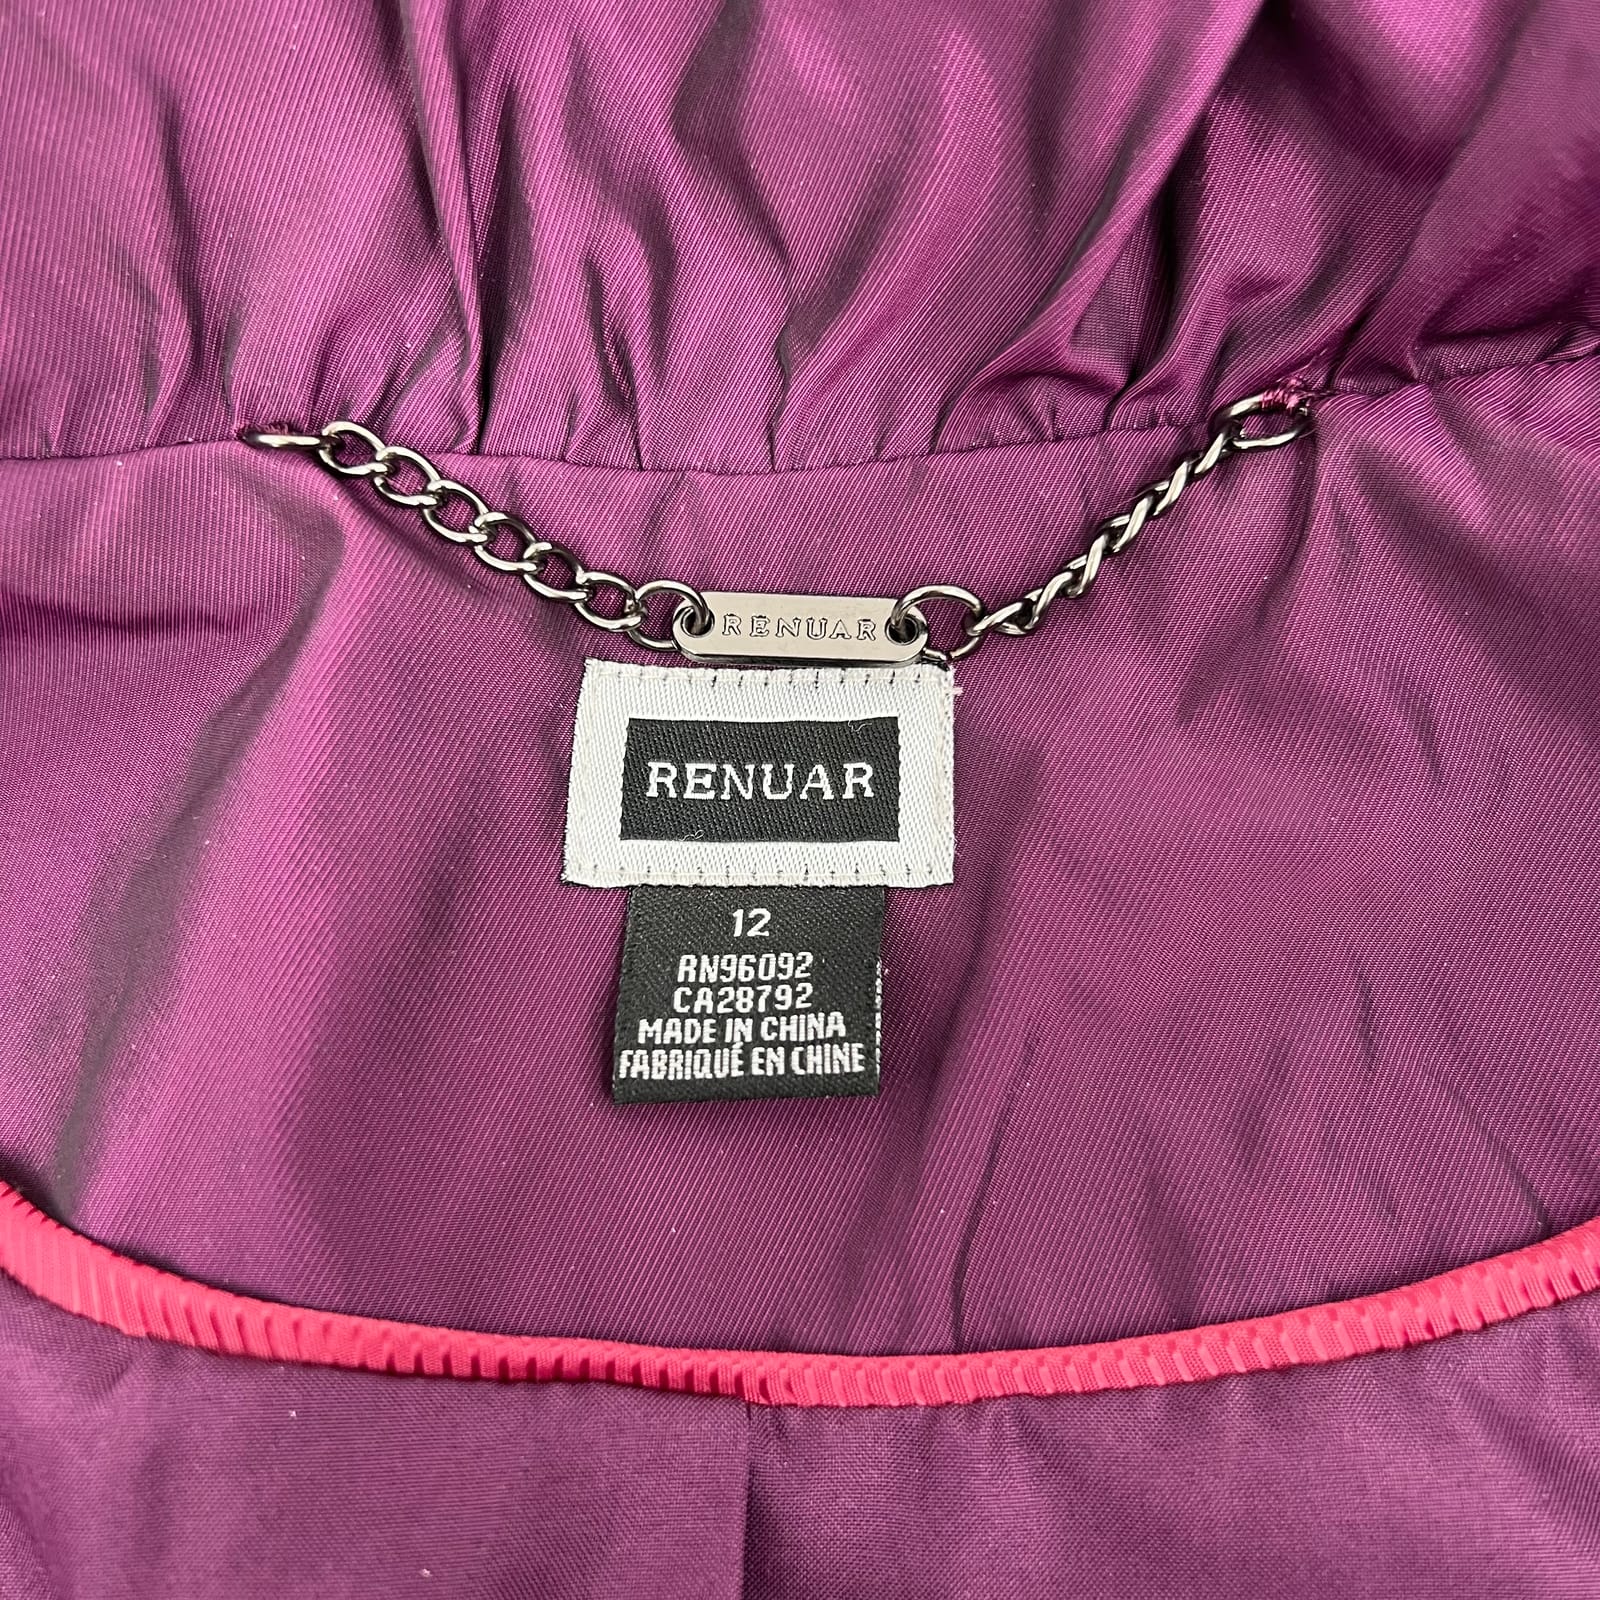 RENUAR
RENUAR
12
RN96092
CA28792
MADE IN CHINA
FABRIQUÉ EN CHINE